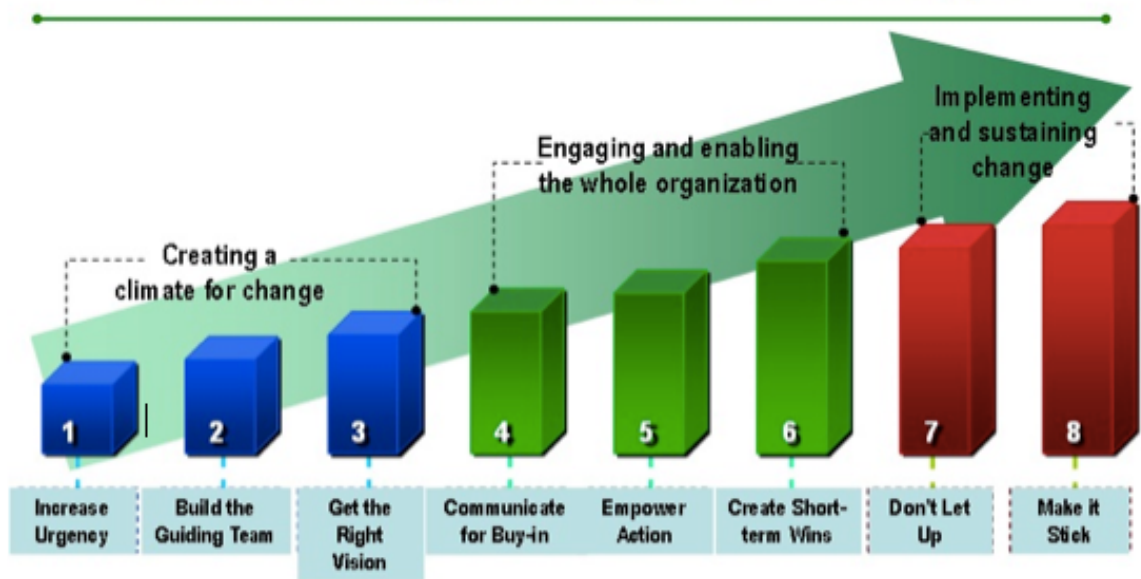 Implementing
and sustaining
change
Engaging and enabling
the whole organization
Creating a
climate for change
1
2
3
4
5
6
7
8
Increase
Urgency
Build the
Guiding Team
Get the
Right
Vision
Communicate
for Buy-in
Empower
Action
Create Short-
term Wins
Don't Let
Up
Make it
Stick